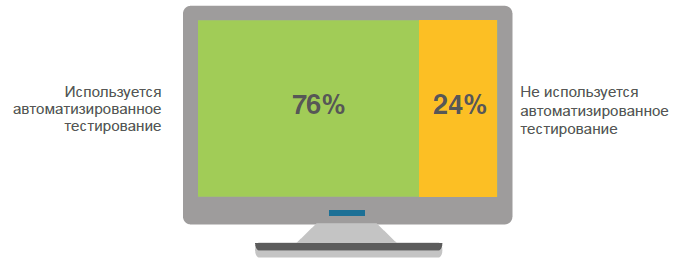 Используется
автоматизированное
тестирование
76%
24%
Не используется
автоматизированное
тестирование